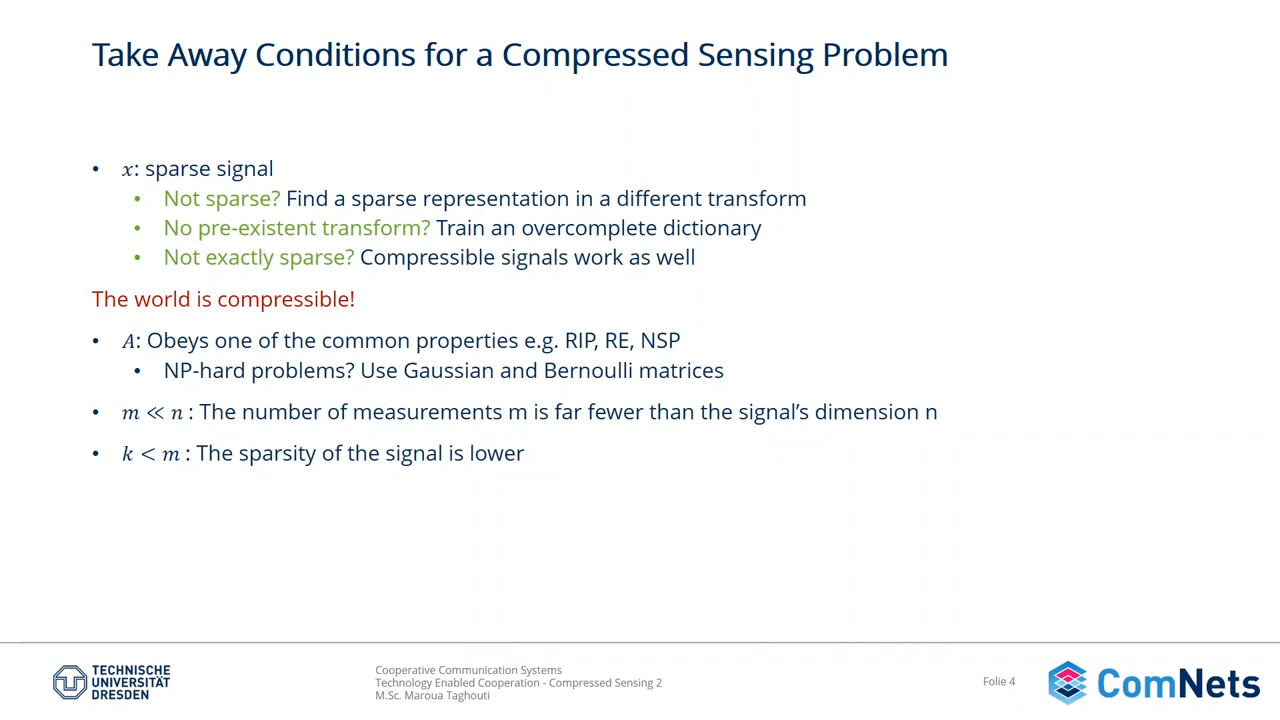 Take Away Conditions for a Compressed Sensing Problem
• x: sparse signal
• Not sparse? Find a sparse representation in a different transform
• No pre-existent transform? Train an overcomplete dictionary
• Not exactly sparse? Compressible signals work as well
The world is compressible!
• A: Obeys one of the common properties e.g. RIP, RE, NSP
• NP-hard problems? Use Gaussian and Bernoulli matrices
• m ≪ n : The number of measurements m is far fewer than the signal’s dimension n
• k < m : The sparsity of the signal is lower
TECHNISCHE
UNIVERSITÄT
DRESDEN
Cooperative Communication Systems
Technology Enabled Cooperation - Compressed Sensing 2
M.Sc. Maroua Taghouti
Folie 4
ComNets